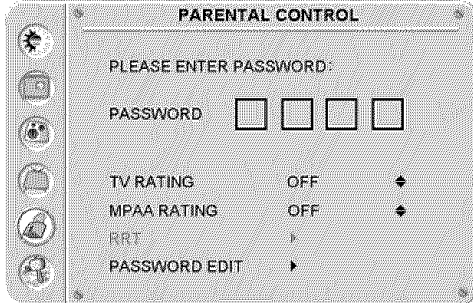 PARENTAL CONTROL
PLEASE ENTER PASSWORD:
PASSWORD
TV RATING OFF
MPAA RATING OFF
RRT
PASSWORD EDIT